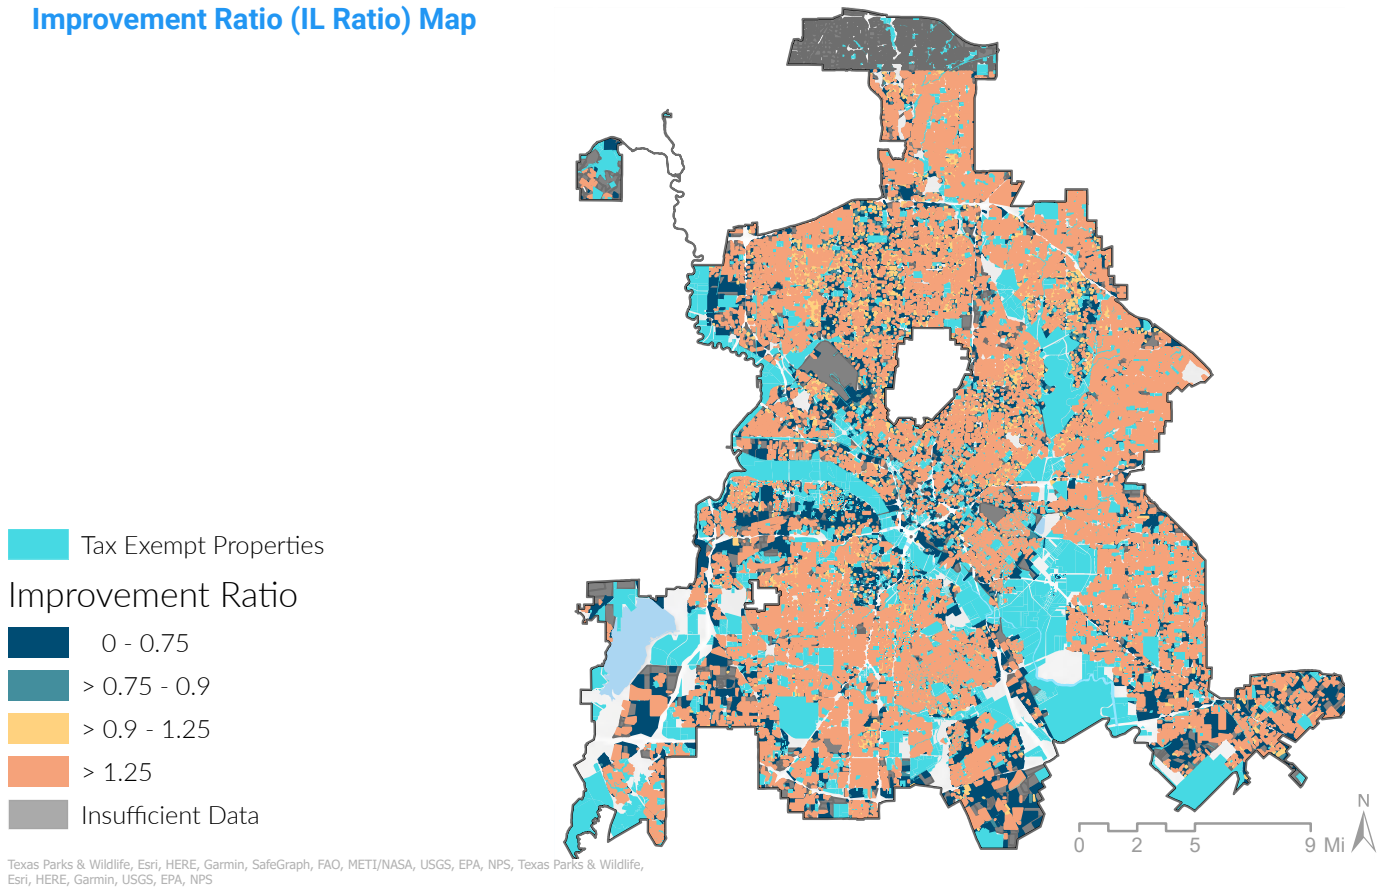 Improvement Ratio (IL Ratio) Map
Tax Exempt Properties
Improvement Ratio
0 - 0.75
> 0.75 - 0.9
> 0.9 - 1.25
> 1.25
Insufficient Data
N
0 2 5 9 Mi
Texas Parks & Wildlife, Esri, HERE, Garmin, SafeGraph, FAO, METI/NASA, USGS, EPA, NPS, Texas Parks & Wildlife,
Esri, HERE, Garmin, USGS, EPA, NPS